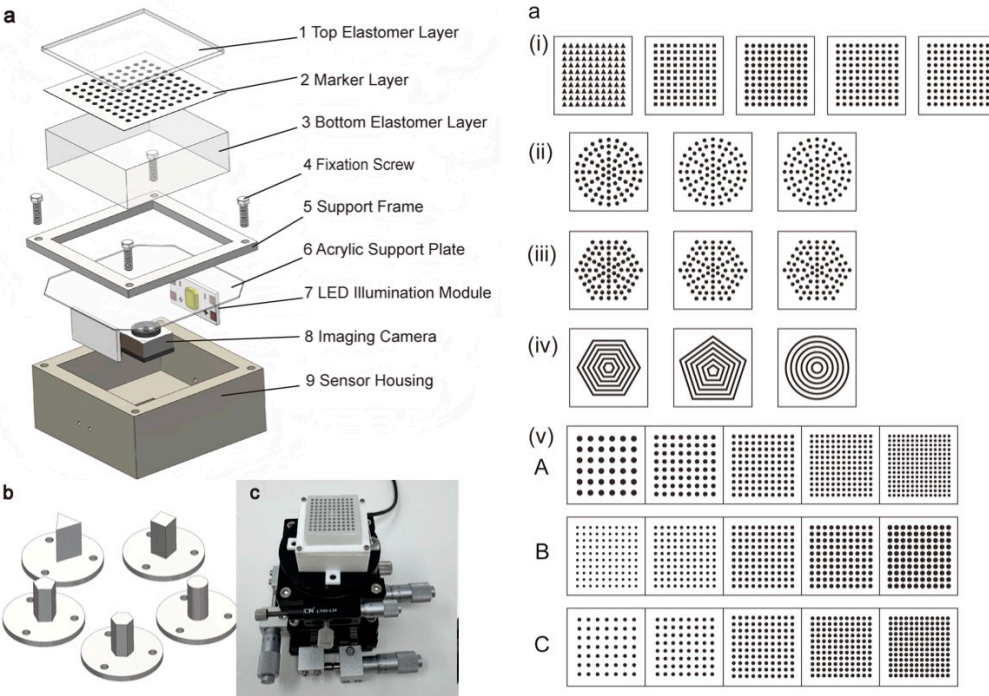 a
1 Top Elastomer Layer
2 Marker Layer
3 Bottom Elastomer Layer
4 Fixation Screw
5 Support Frame
6 Acrylic Support Plate
7 LED Illumination Module
8 Imaging Camera
9 Sensor Housing
b
c
a
(i)
(ii)
(iii)
(iv)
(v)
A
B
C